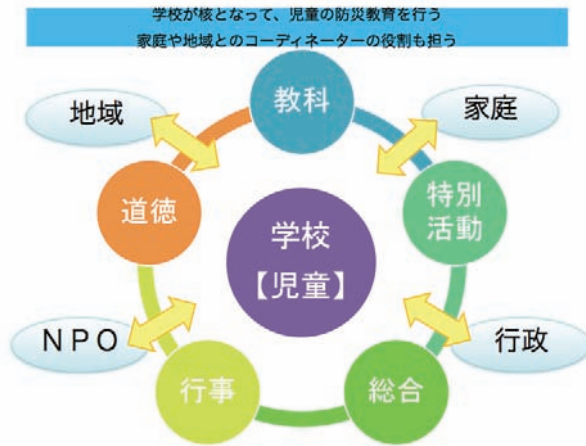 学校が核となって、児童の防災教育を行う
家庭や地域とのコーディネーターの役割も担う
教科
地域
家庭
道徳
特別
活動
学校
【児童】
ＮＰＯ
行政
行事
総合